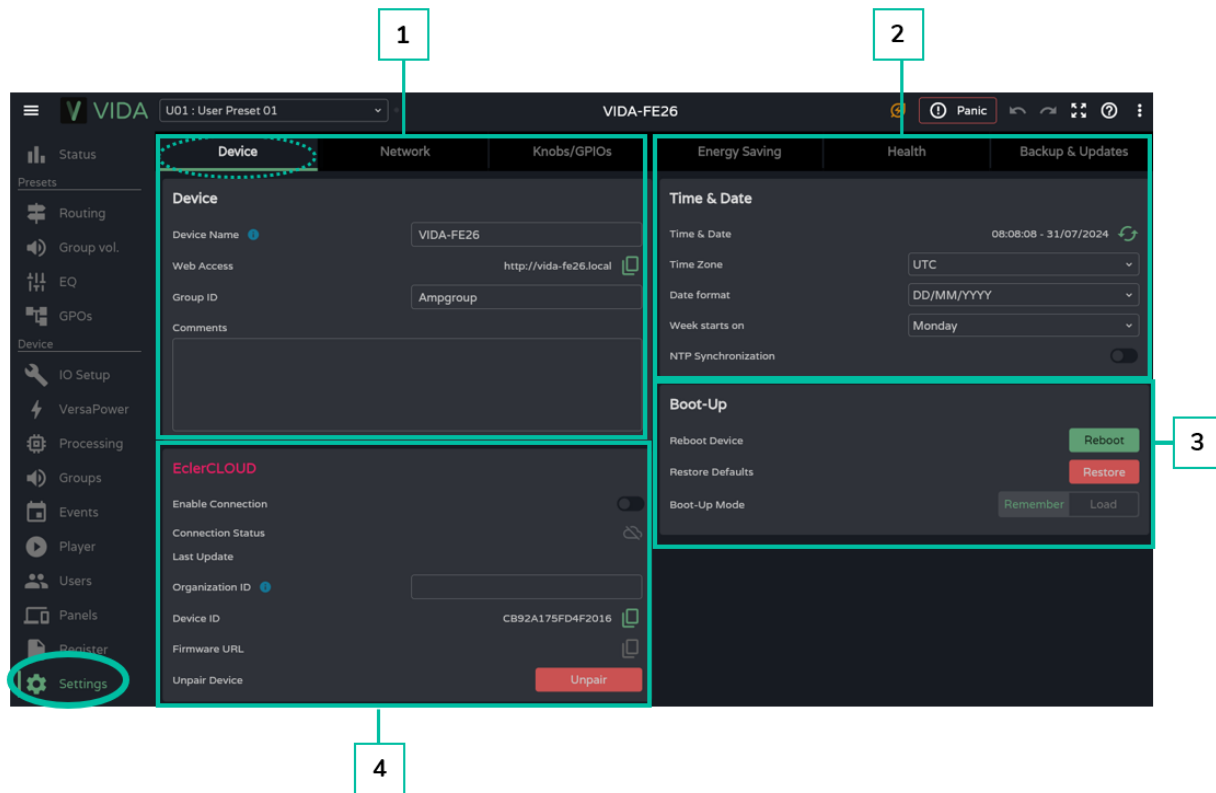 1
2
VIDA
U01 : User Preset 01
VIDA-FE26
Panic
Status
Presets
Routing
Group vol.
EQ
GPOs
Device
IO Setup
VersaPower
Processing
Groups
Events
Player
Users
Panels
Register
Settings
Device
Network
Knobs/GPIOs
Energy Saving
Health
Backup & Updates
Device
Device Name
VIDA-FE26
Web Access
http://vida-fe26.local
Group ID
Ampgroup
Comments
EclerCLOUD
Enable Connection
Connection Status
Last Update
Organization ID
Device ID
CB92A175FD4F2016
Firmware URL
Unpair Device
Unpair
Time & Date
Time & Date
08:08:08 - 31/07/2024
Time Zone
UTC
Date format
DD/MM/YYYY
Week starts on
Monday
NTP Synchronization
Boot-Up
Reboot Device
Reboot
Restore Defaults
Restore
Boot-Up Mode
Remember
Load
3
4